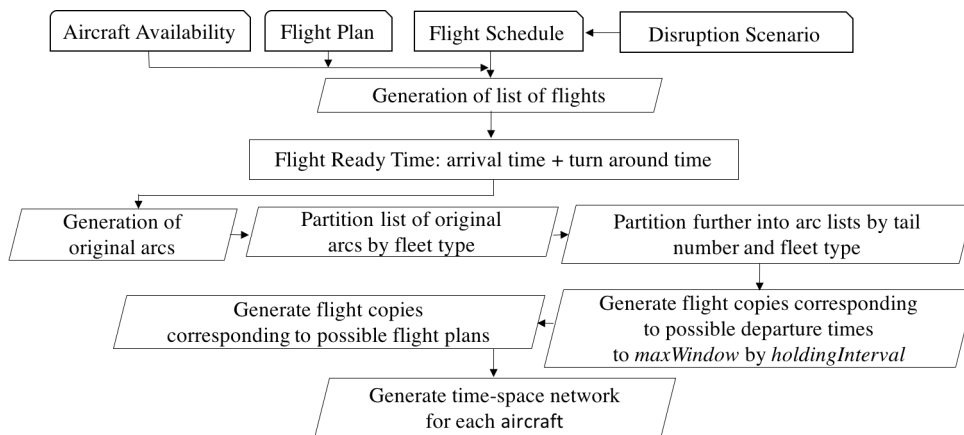 Aircraft Availability
Flight Plan
Flight Schedule
Disruption Scenario
Generation of list of flights
Flight Ready Time: arrival time + turn around time
Generation of
original arcs
Partition list of original
arcs by fleet type
Partition further into arc lists by tail
number and fleet type
Generate flight copies corresponding
to possible departure times
to maxWindow by holdingInterval
Generate flight copies
corresponding to possible flight plans
Generate time-space network
for each aircraft